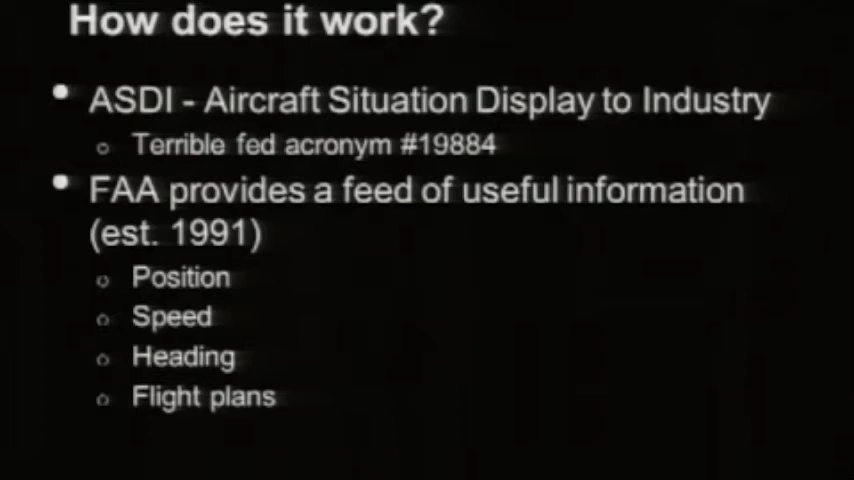 How does it work?
• ASDI - Aircraft Situation Display to Industry
o Terrible fed acronym #19884
• FAA provides a feed of useful information
(est. 1991)
o Position
o Speed
o Heading
o Flight plans